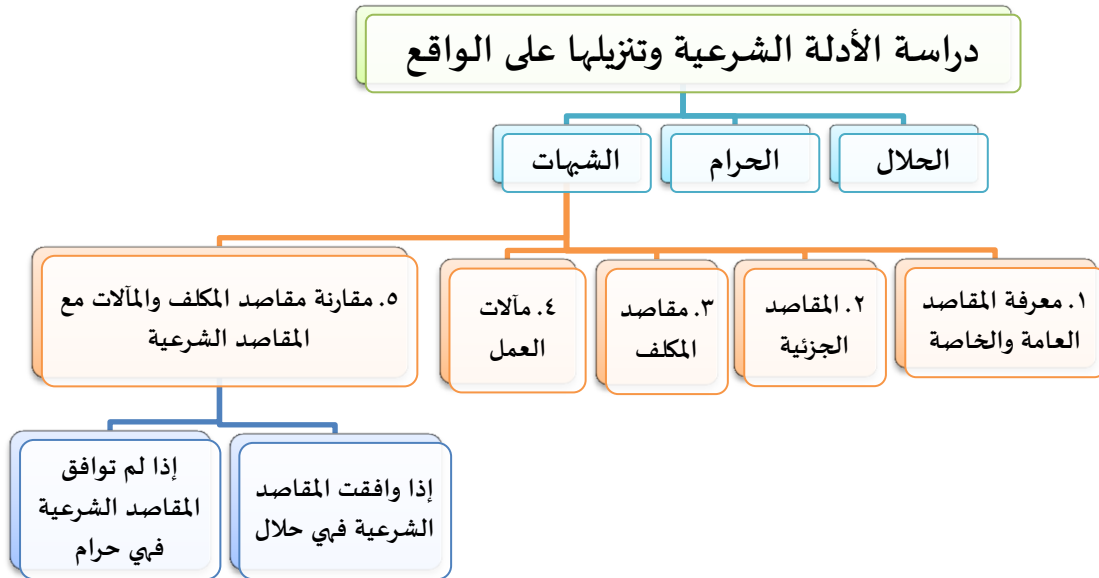 دراسة الأدلة الشرعية وتنزيلها على الواقع
الحلال
الحرام
الشبهات
١. معرفة المقاصد
العامة والخاصة
٢. المقاصد
الجزئية
٣. مقاصد
المكلف
٤. مآلات
العمل
٥. مقارنة مقاصد المكلف والمآلات مع
المقاصد الشرعية
إذا وافقت المقاصد
الشرعية فهي حلال
إذا لم توافق
المقاصد الشرعية
فهي حرام